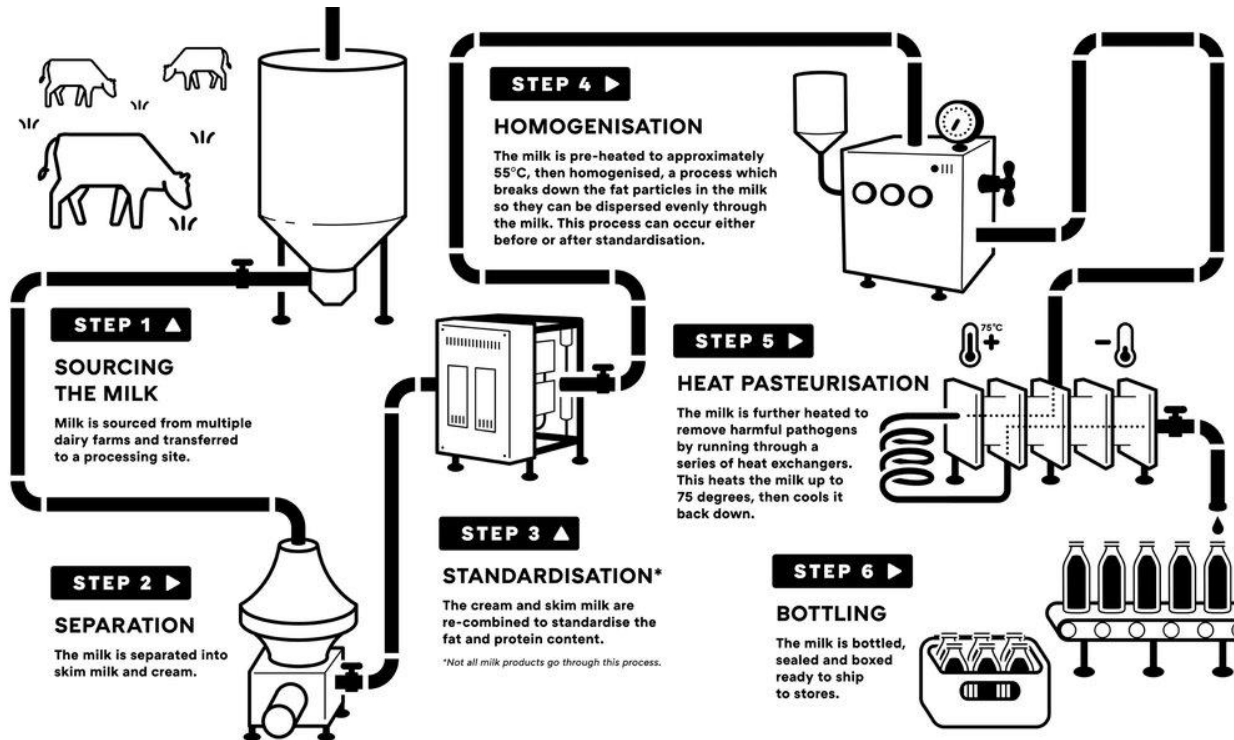 STEP 1
SOURCING
THE MILK
Milk is sourced from multiple
dairy farms and transferred
to a processing site.
STEP 2
SEPARATION
The milk is separated into
skim milk and cream.
STEP 3
STANDARDISATION*
The cream and skim milk are
re-combined to standardise the
fat and protein content.
*Not all milk products go through this process.
STEP 4
HOMOGENISATION
The milk is pre-heated to approximately
55°C, then homogenised, a process which
breaks down the fat particles in the milk
so they can be dispersed evenly through
the milk. This process can occur either
before or after standardisation.
STEP 5
HEAT PASTEURISATION
The milk is further heated to
remove harmful pathogens
by running through a
series of heat exchangers.
This heats the milk up to
75 degrees, then cools it
back down.
75°C
+
−
STEP 6
BOTTLING
The milk is bottled,
sealed and boxed
ready to ship
to stores.